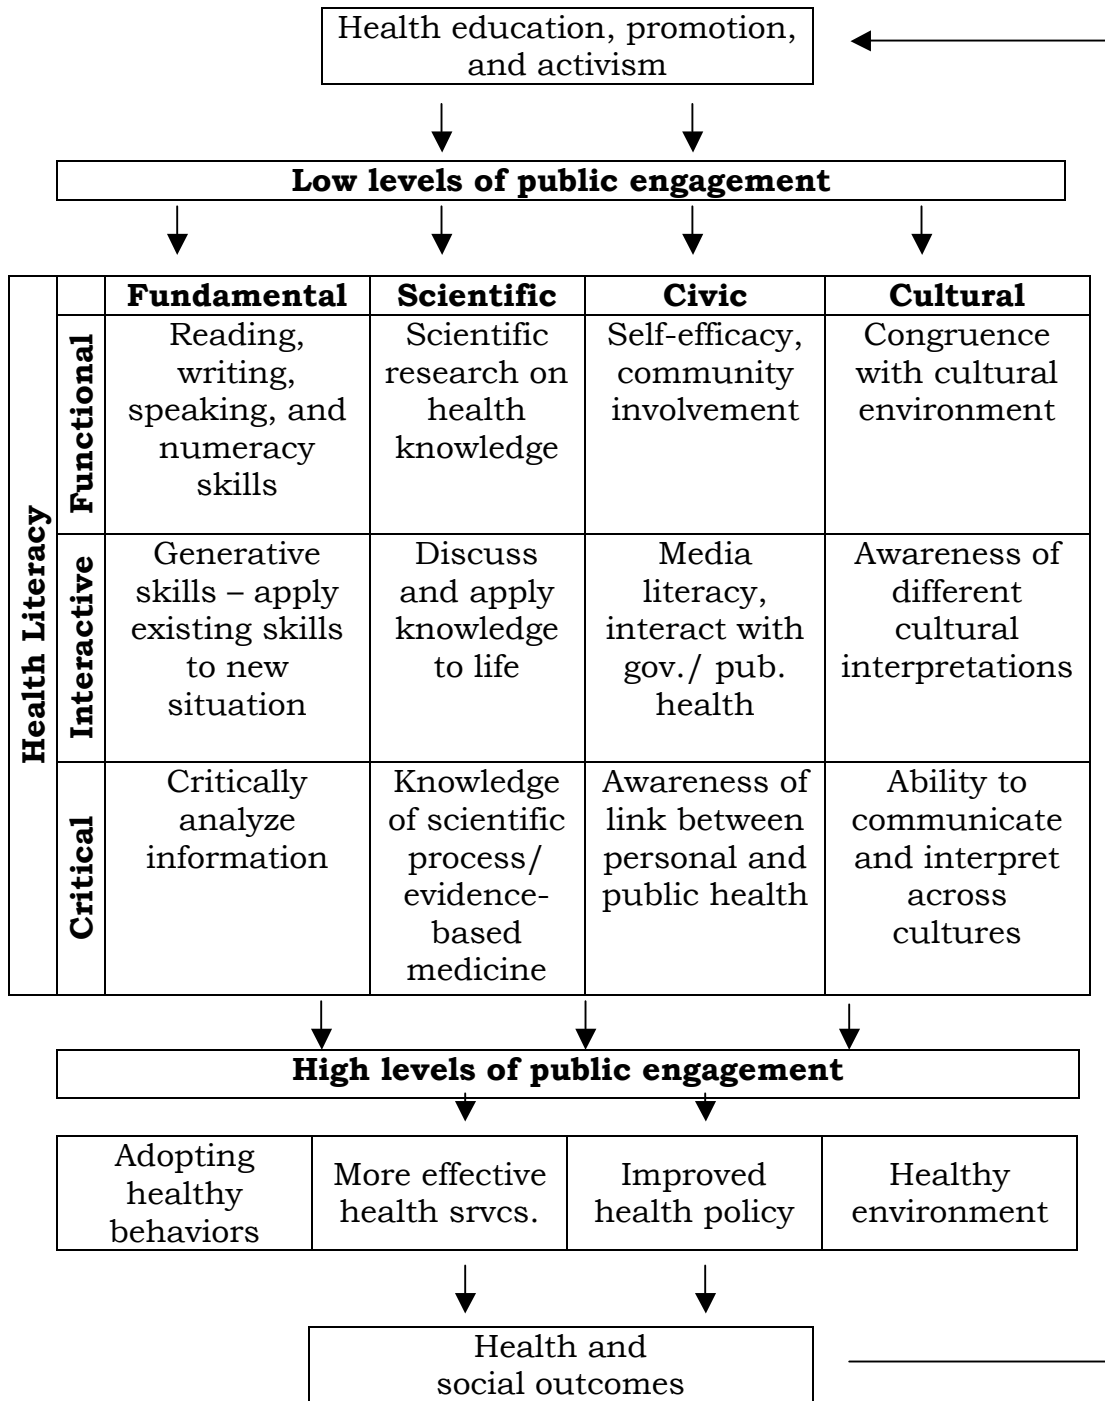 Health education, promotion,
and activism
Low levels of public engagement
Health Literacy
Fundamental
Scientific
Civic
Cultural
Functional
Reading,
writing,
speaking, and
numeracy
skills
Scientific
research on
health
knowledge
Self-efficacy,
community
involvement
Congruence
with cultural
environment
Interactive
Generative
skills – apply
existing skills
to new
situation
Discuss
and apply
knowledge
to life
Media
literacy,
interact with
gov./ pub.
health
Awareness of
different
cultural
interpretations
Critical
Critically
analyze
information
Knowledge
of scientific
process/
evidence-
based
medicine
Awareness of
link between
personal and
public health
Ability to
communicate
and interpret
across
cultures
High levels of public engagement
Adopting
healthy
behaviors
More effective
health srvcs.
Improved
health policy
Healthy
environment
Health and
social outcomes